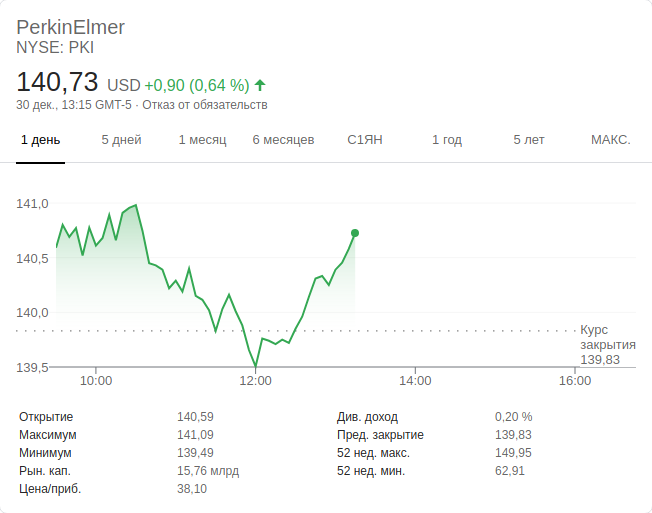 PerkinElmer
NYSE: PKI
140,73 USD +0,90 (0,64 %)
30 дек., 13:15 GMT-5 · Отказ от обязательств
1 день 5 дней 1 месяц 6 месяцев С1ЯН 1 год 5 лет МАКС.
141,0
140,5
140,0
Курс
закрытия
139,83
139,5
10:00 12:00 14:00 16:00
Открытие 140,59 Див. доход 0,20 %
Максимум 141,09 Пред. закрытие 139,83
Минимум 139,49 52 нед. макс. 149,95
Рын. кап. 15,76 млрд 52 нед. мин. 62,91
Цена/приб. 38,10